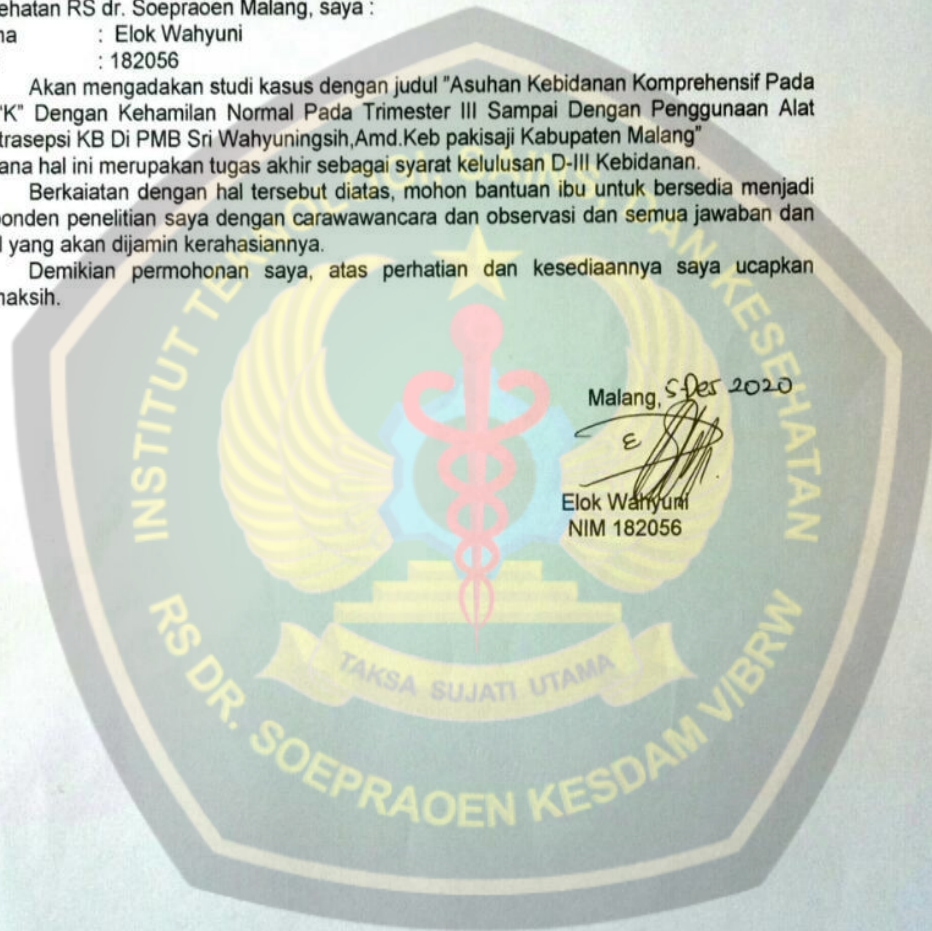 ehatan RS dr. Soepraoen Malang, saya :
na : Elok Wahyuni
: 182056
Akan mengadakan studi kasus dengan judul "Asuhan Kebidanan Komprehensif Pada
"K" Dengan Kehamilan Normal Pada Trimester III Sampai Dengan Penggunaan Alat
trasepsi KB Di PMB Sri Wahyuningsih,Amd.Keb pakisaji Kabupaten Malang"
ana hal ini merupakan tugas akhir sebagai syarat kelulusan D-III Kebidanan.
Berkaiatan dengan hal tersebut diatas, mohon bantuan ibu untuk bersedia menjadi
ponden penelitian saya dengan carawawancara dan observasi dan semua jawaban dan
l yang akan dijamin kerahasiannya.
Demikian permohonan saya, atas perhatian dan kesediaannya saya ucapkan
naksih.
Malang, 5 Des 2020
Elok Wahyuni
NIM 182056
INSTITUT TEKNOLOGI, SAINS, DAN KESEHATAN
TAKSA SUJATI UTAMA
RS DR. SOEPRAOEN KESDAM V/BRW